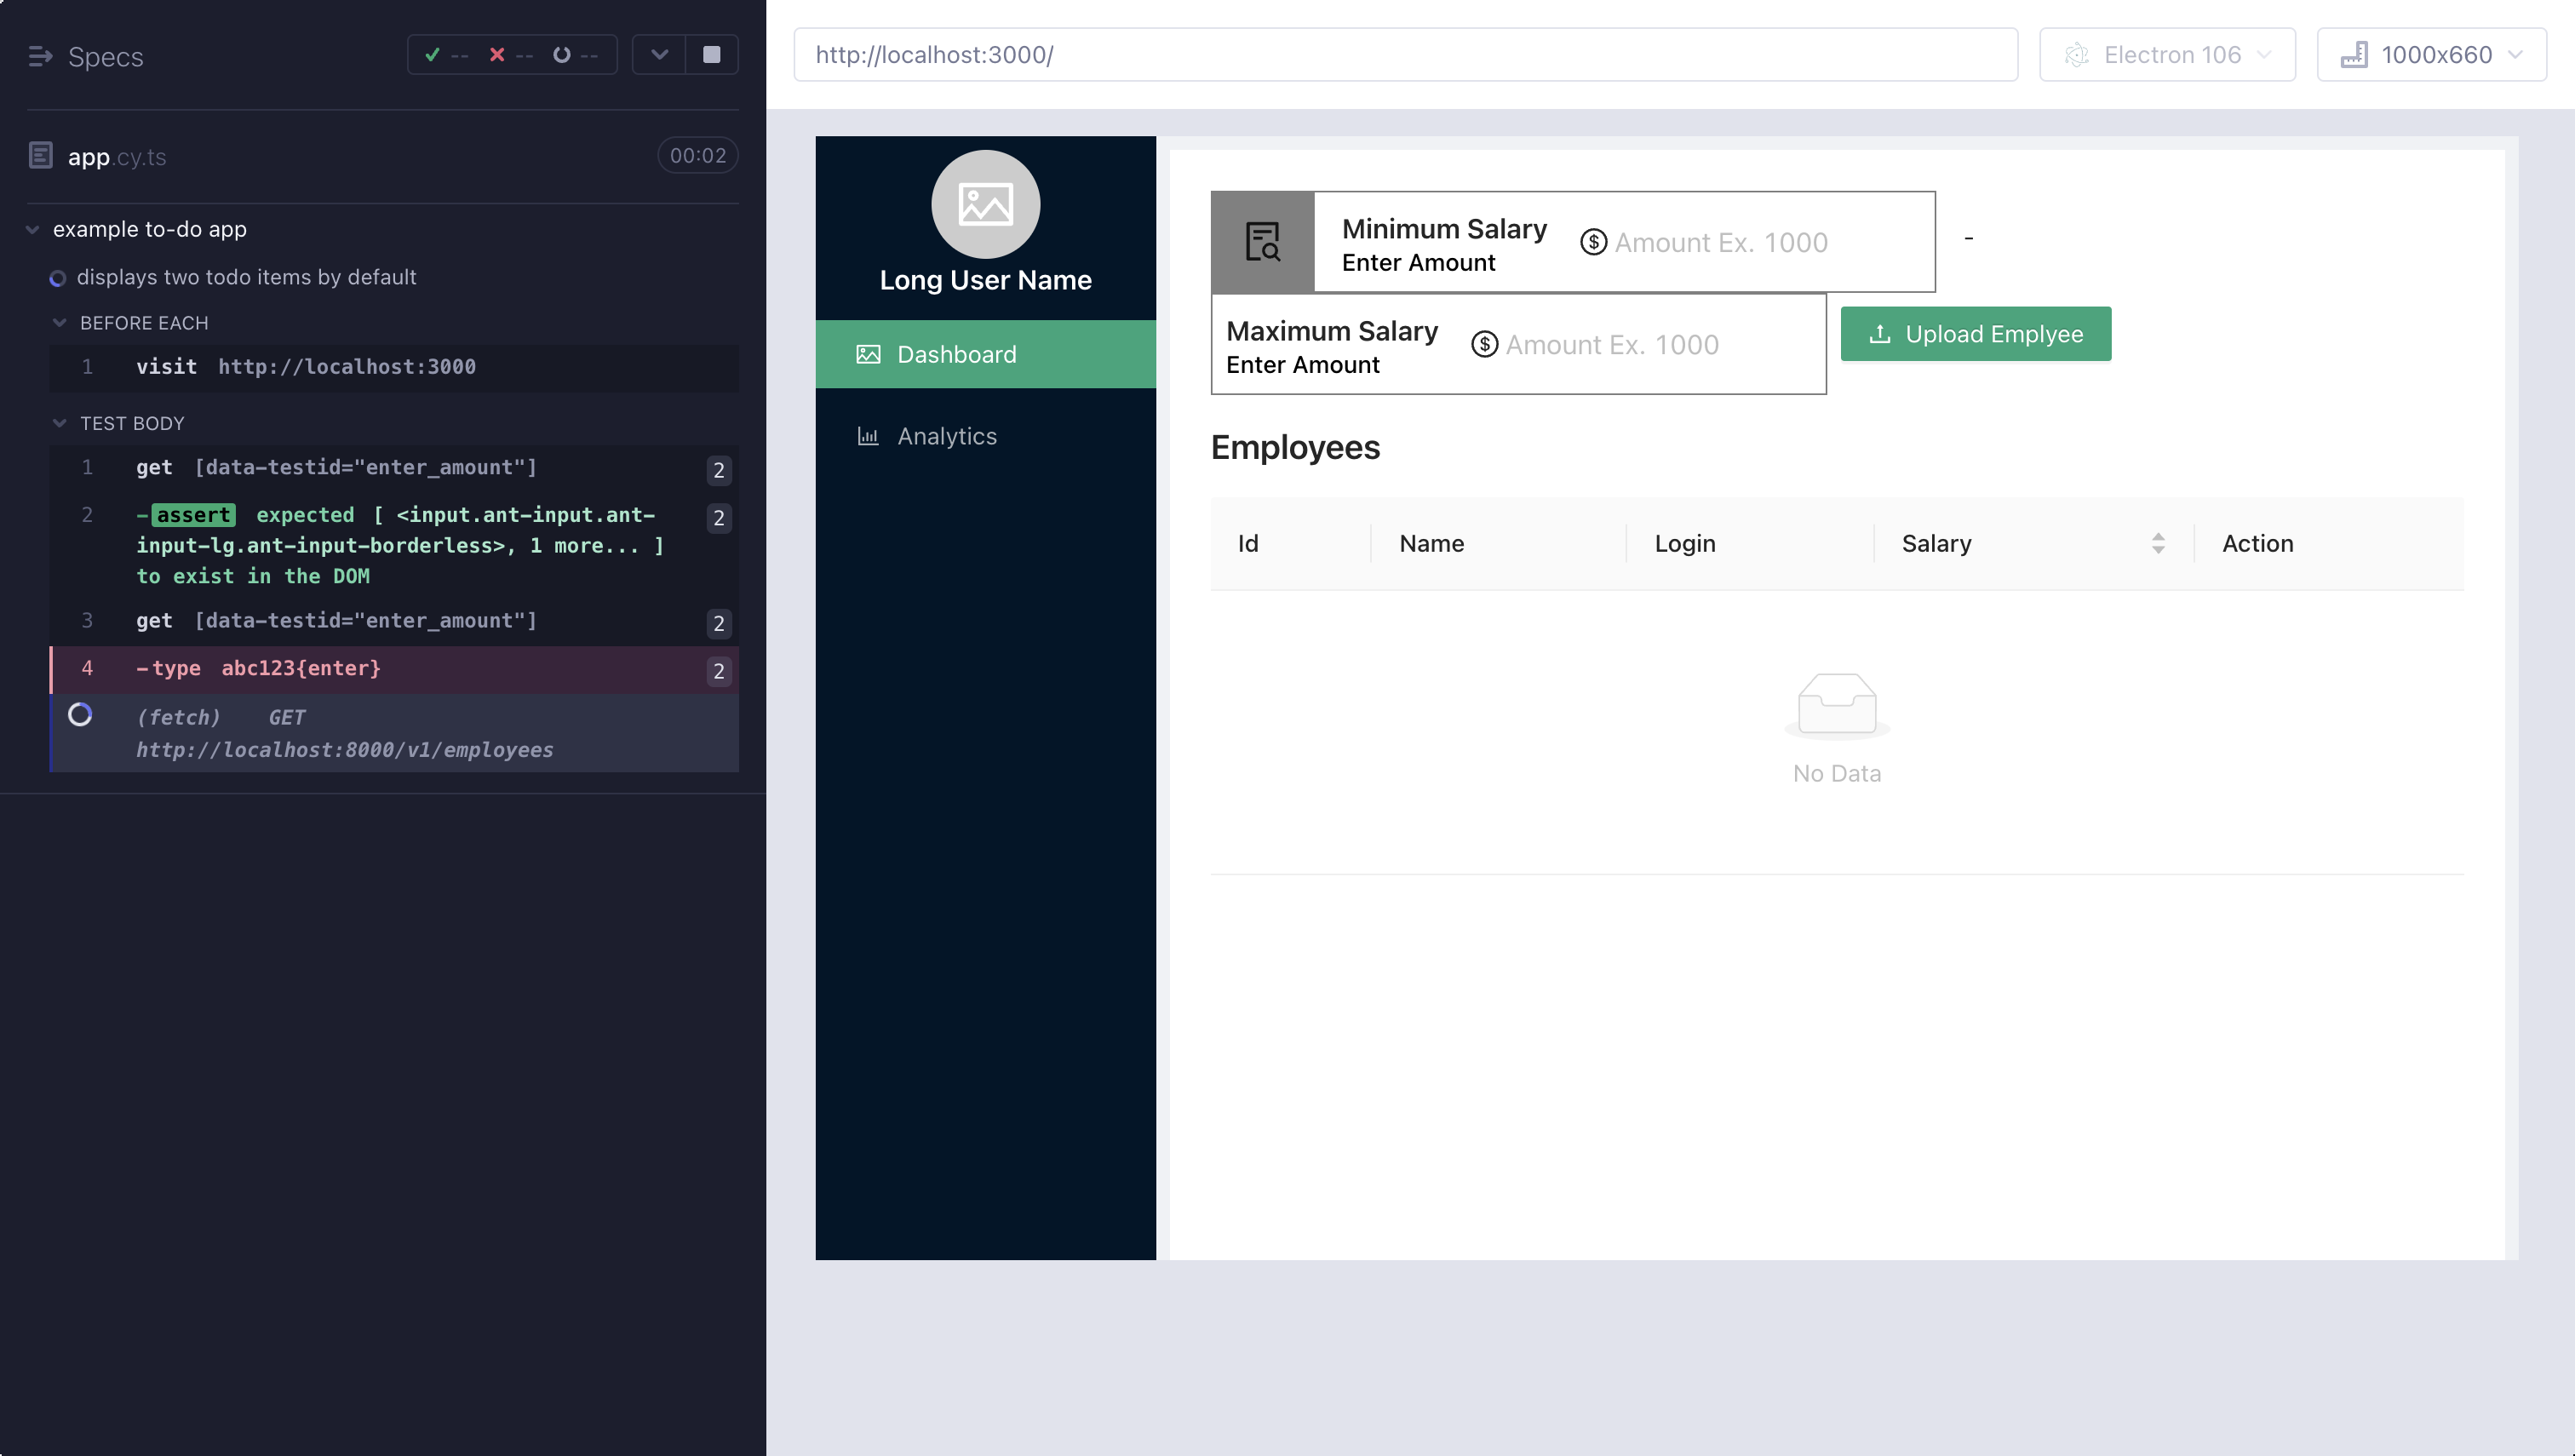 Specs
-- -- --
app.cy.ts 00:02
example to-do app
displays two todo items by default
BEFORE EACH
1 visit http://localhost:3000
TEST BODY
1 get [data-testid="enter_amount"] 2
2 -assert expected [ <input.ant-input.ant- 2
input-lg.ant-input-borderless>, 1 more... ]
to exist in the DOM
3 get [data-testid="enter_amount"] 2
4 -type abc123{enter} 2
(fetch) GET
http://localhost:8000/v1/employees
http://localhost:3000/
Electron 106
1000x660
Long User Name
Dashboard
Analytics
Minimum Salary
Enter Amount
Amount Ex. 1000
-
Maximum Salary
Enter Amount
Amount Ex. 1000
Upload Emplyee
Employees
Id Name Login Salary Action
No Data